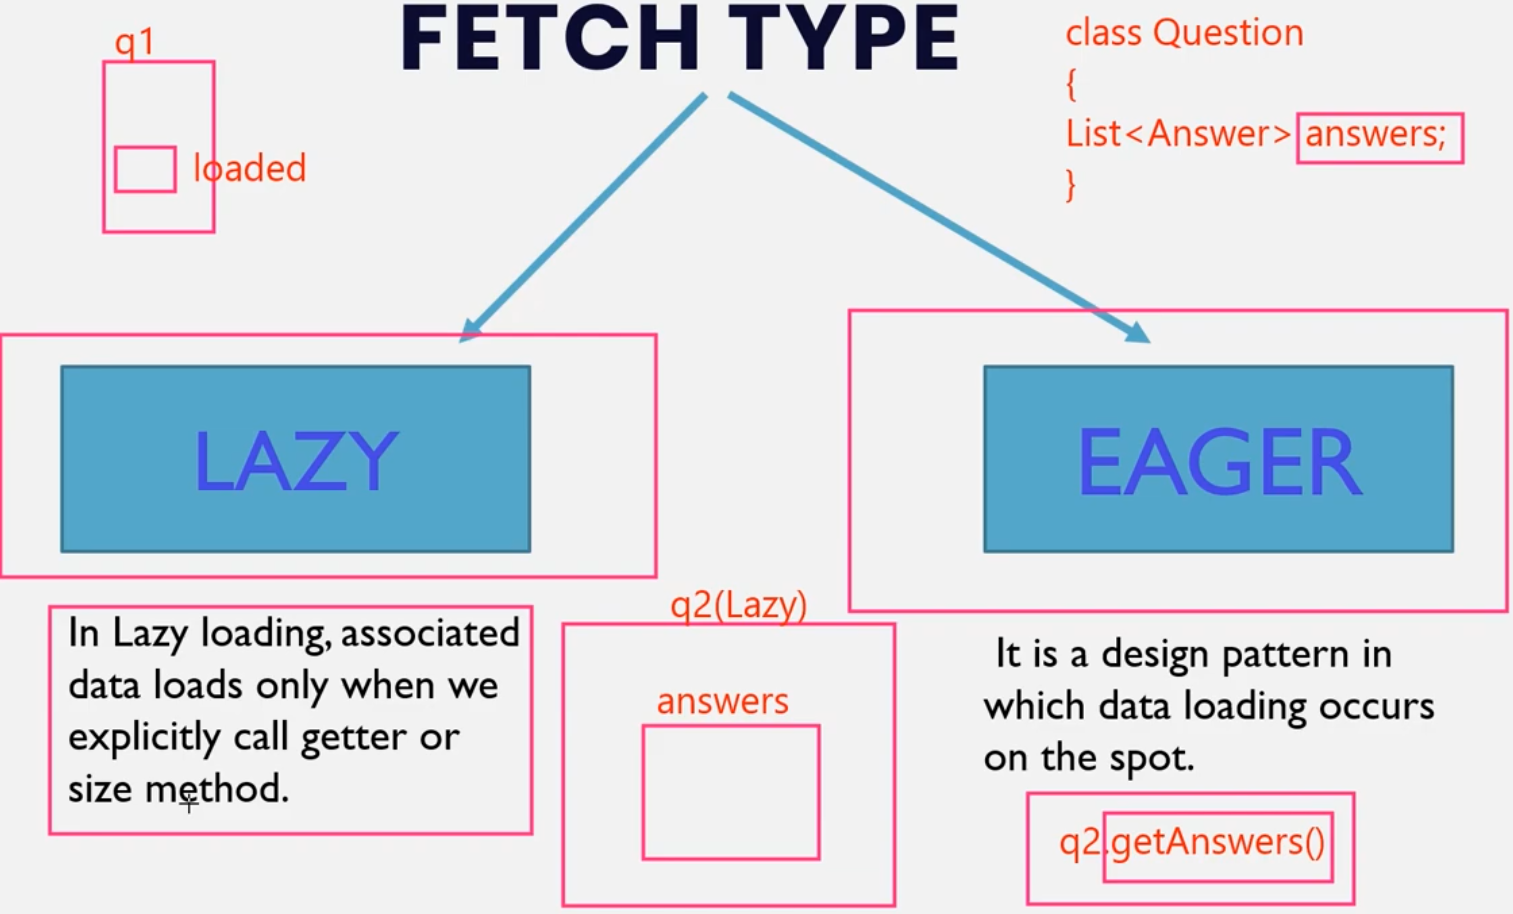 FETCH TYPE
q1
loaded
class Question
{
List<Answer> answers;
}
LAZY
EAGER
In Lazy loading, associated
data loads only when we
explicitly call getter or
size method.
q2(Lazy)
answers
It is a design pattern in
which data loading occurs
on the spot.
q2.getAnswers()